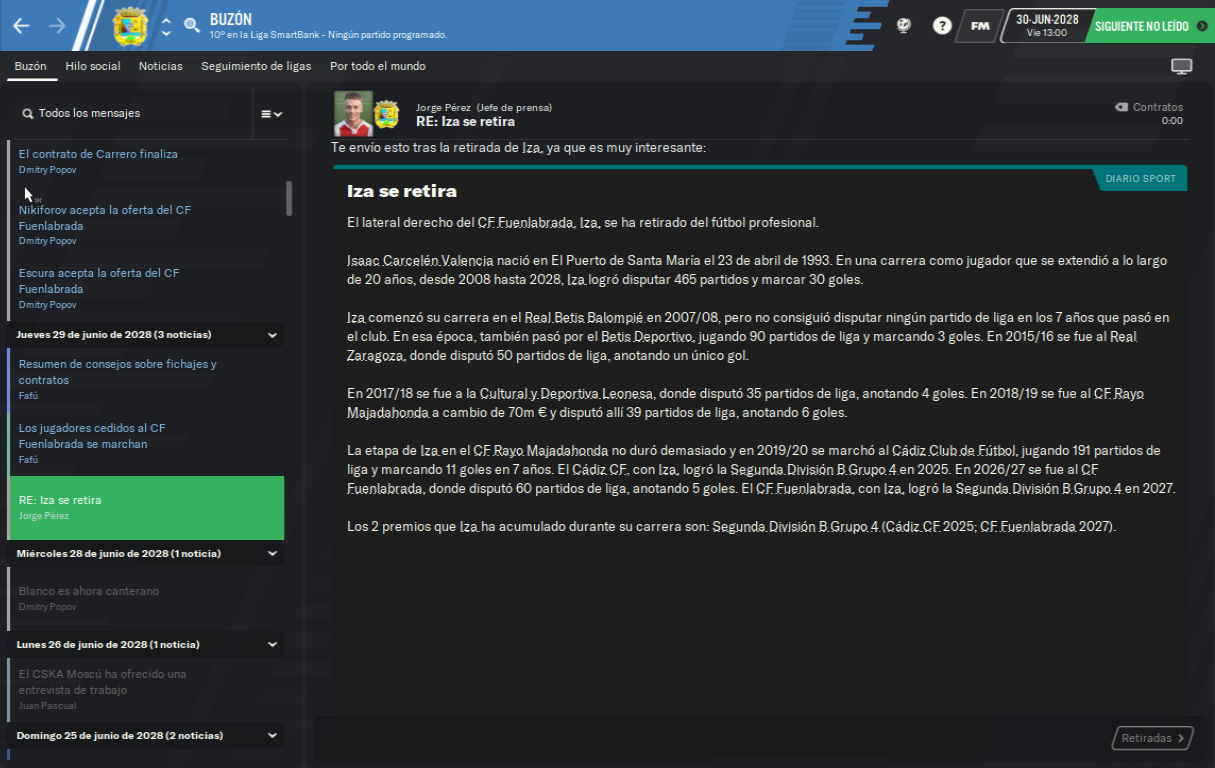 BUZÓN
10º en la Liga SmartBank - Ningún partido programado.
FM
30-JUN-2028
Vie 13:00
SIGUIENTE NO LEÍDO
Buzón
Hilo social
Noticias
Seguimiento de ligas
Por todo el mundo
Todos los mensajes
El contrato de Carrero finaliza
Dmitry Popov
Nikiforov acepta la oferta del CF
Fuenlabrada
Dmitry Popov
Escura acepta la oferta del CF
Fuenlabrada
Dmitry Popov
Jueves 29 de junio de 2028 (3 noticias)
Resumen de consejos sobre fichajes y
contratos
Fafú
Los jugadores cedidos al CF
Fuenlabrada se marchan
Fafú
RE: Iza se retira
Jorge Pérez
Miércoles 28 de junio de 2028 (1 noticia)
Blanco es ahora canterano
Dmitry Popov
Lunes 26 de junio de 2028 (1 noticia)
El CSKA Moscú ha ofrecido una
entrevista de trabajo
Juan Pascual
Domingo 25 de junio de 2028 (2 noticias)
Jorge Pérez (Jefe de prensa)
RE: Iza se retira
Contratos
0:00
Te envío esto tras la retirada de Iza, ya que es muy interesante:
DIARIO SPORT
Iza se retira
El lateral derecho del CF Fuenlabrada, Iza, se ha retirado del fútbol profesional.
Isaac Carcelén Valencia nació en El Puerto de Santa María el 23 de abril de 1993. En una carrera como jugador que se extendió a lo largo
de 20 años, desde 2008 hasta 2028, Iza logró disputar 465 partidos y marcar 30 goles.
Iza comenzó su carrera en el Real Betis Balompié en 2007/08, pero no consiguió disputar ningún partido de liga en los 7 años que pasó en
el club. En esa época, también pasó por el Betis Deportivo, jugando 90 partidos de liga y marcando 3 goles. En 2015/16 se fue al Real
Zaragoza, donde disputó 50 partidos de liga, anotando un único gol.
En 2017/18 se fue a la Cultural y Deportiva Leonesa, donde disputó 35 partidos de liga, anotando 4 goles. En 2018/19 se fue al CF Rayo
Majadahonda a cambio de 70m € y disputó allí 39 partidos de liga, anotando 6 goles.
La etapa de Iza en el CF Rayo Majadahonda no duró demasiado y en 2019/20 se marchó al Cádiz Club de Fútbol, jugando 191 partidos de
liga y marcando 11 goles en 7 años. El Cádiz CF, con Iza, logró la Segunda División B Grupo 4 en 2025. En 2026/27 se fue al CF
Fuenlabrada, donde disputó 60 partidos de liga, anotando 5 goles. El CF Fuenlabrada, con Iza, logró la Segunda División B Grupo 4 en 2027.
Los 2 premios que Iza ha acumulado durante su carrera son: Segunda División B Grupo 4 (Cádiz CF 2025; CF Fuenlabrada 2027).
Retiradas